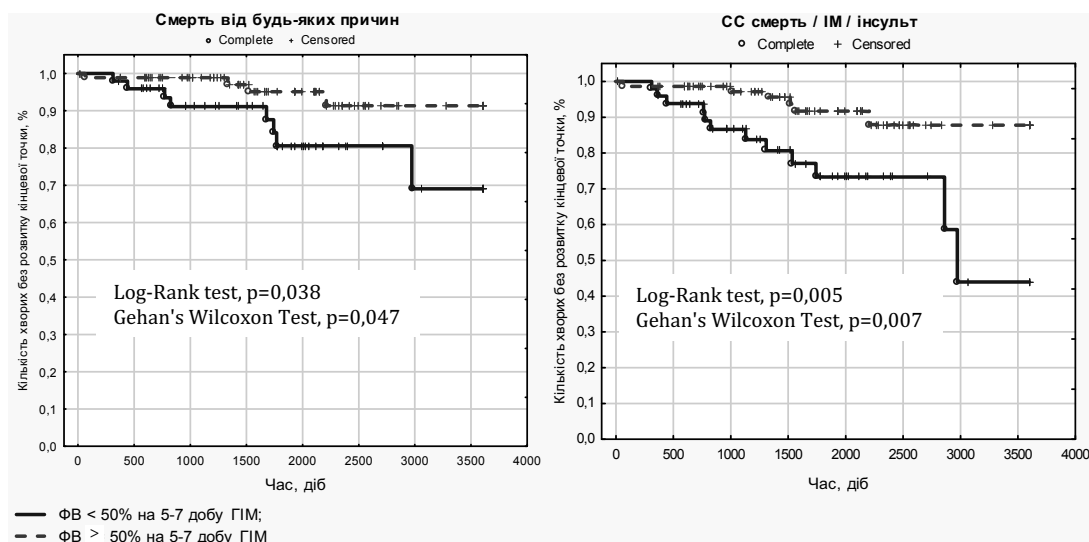 Смерть від будь-яких причин
Complete Censored
Кількість хворих без розвитку кінцевої точки, %
1,0
0,9
0,8
0,7
0,6
0,5
0,4
0,3
0,2
0,1
0,0
Log-Rank test, p=0,038
Gehan's Wilcoxon Test, p=0,047
0 500 1000 1500 2000 2500 3000 3500 4000
Час, діб
СС смерть / ІМ / інсульт
Complete Censored
Кількість хворих без розвитку кінцевої точки, %
1,0
0,9
0,8
0,7
0,6
0,5
0,4
0,3
0,2
0,1
0,0
Log-Rank test, p=0,005
Gehan's Wilcoxon Test, p=0,007
0 500 1000 1500 2000 2500 3000 3500 4000
Час, діб
ФВ < 50% на 5-7 добу ГІМ;
ФВ > 50% на 5-7 добу ГІМ